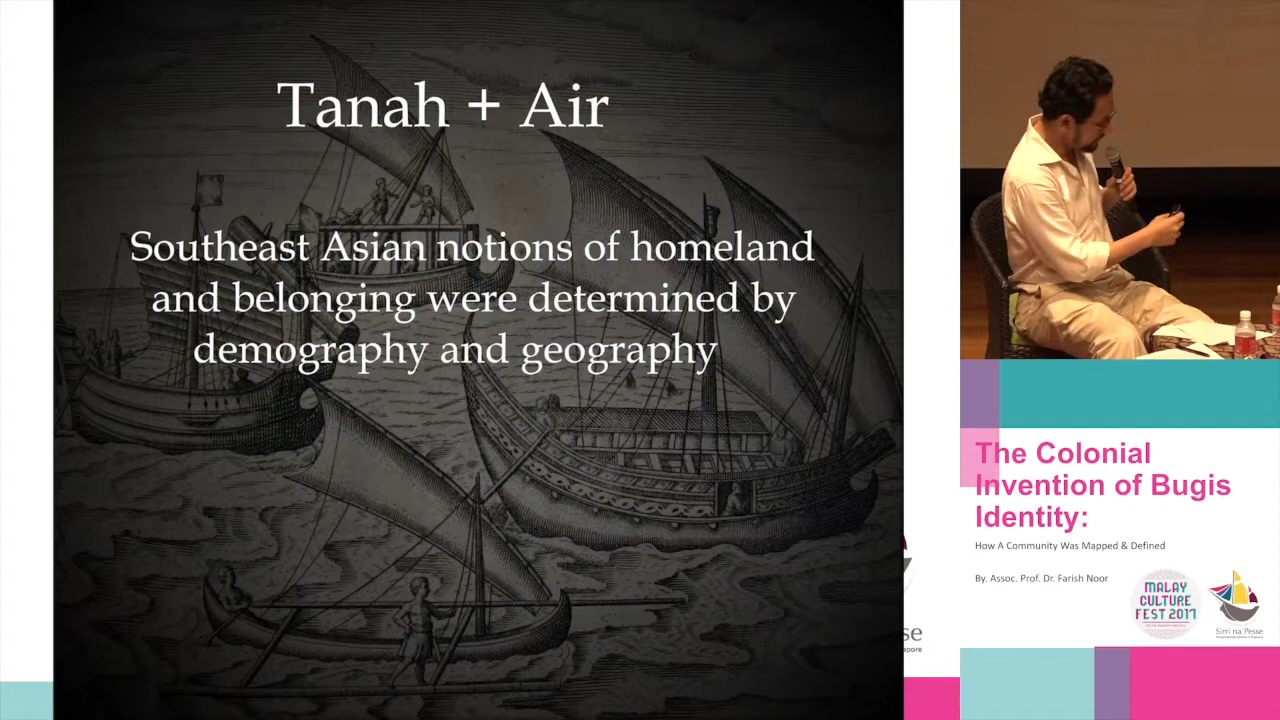 Tanah + Air
Southeast Asian notions of homeland
and belonging were determined by
demography and geography
The Colonial
Invention of Bugis
Identity:
How A Community Was Mapped & Defined
By. Assoc. Prof. Dr. Farish Noor
MALAY
CULTURE
FEST 2017
Sirri na Pesse
se
apore